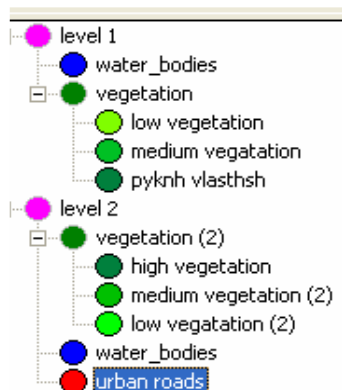 level 1
water_bodies
vegetation
low vegetation
medium vegatation
pyknh vlasthsh
level 2
vegetation (2)
high vegetation
medium vegetation (2)
low vegatation (2)
water_bodies
urban roads